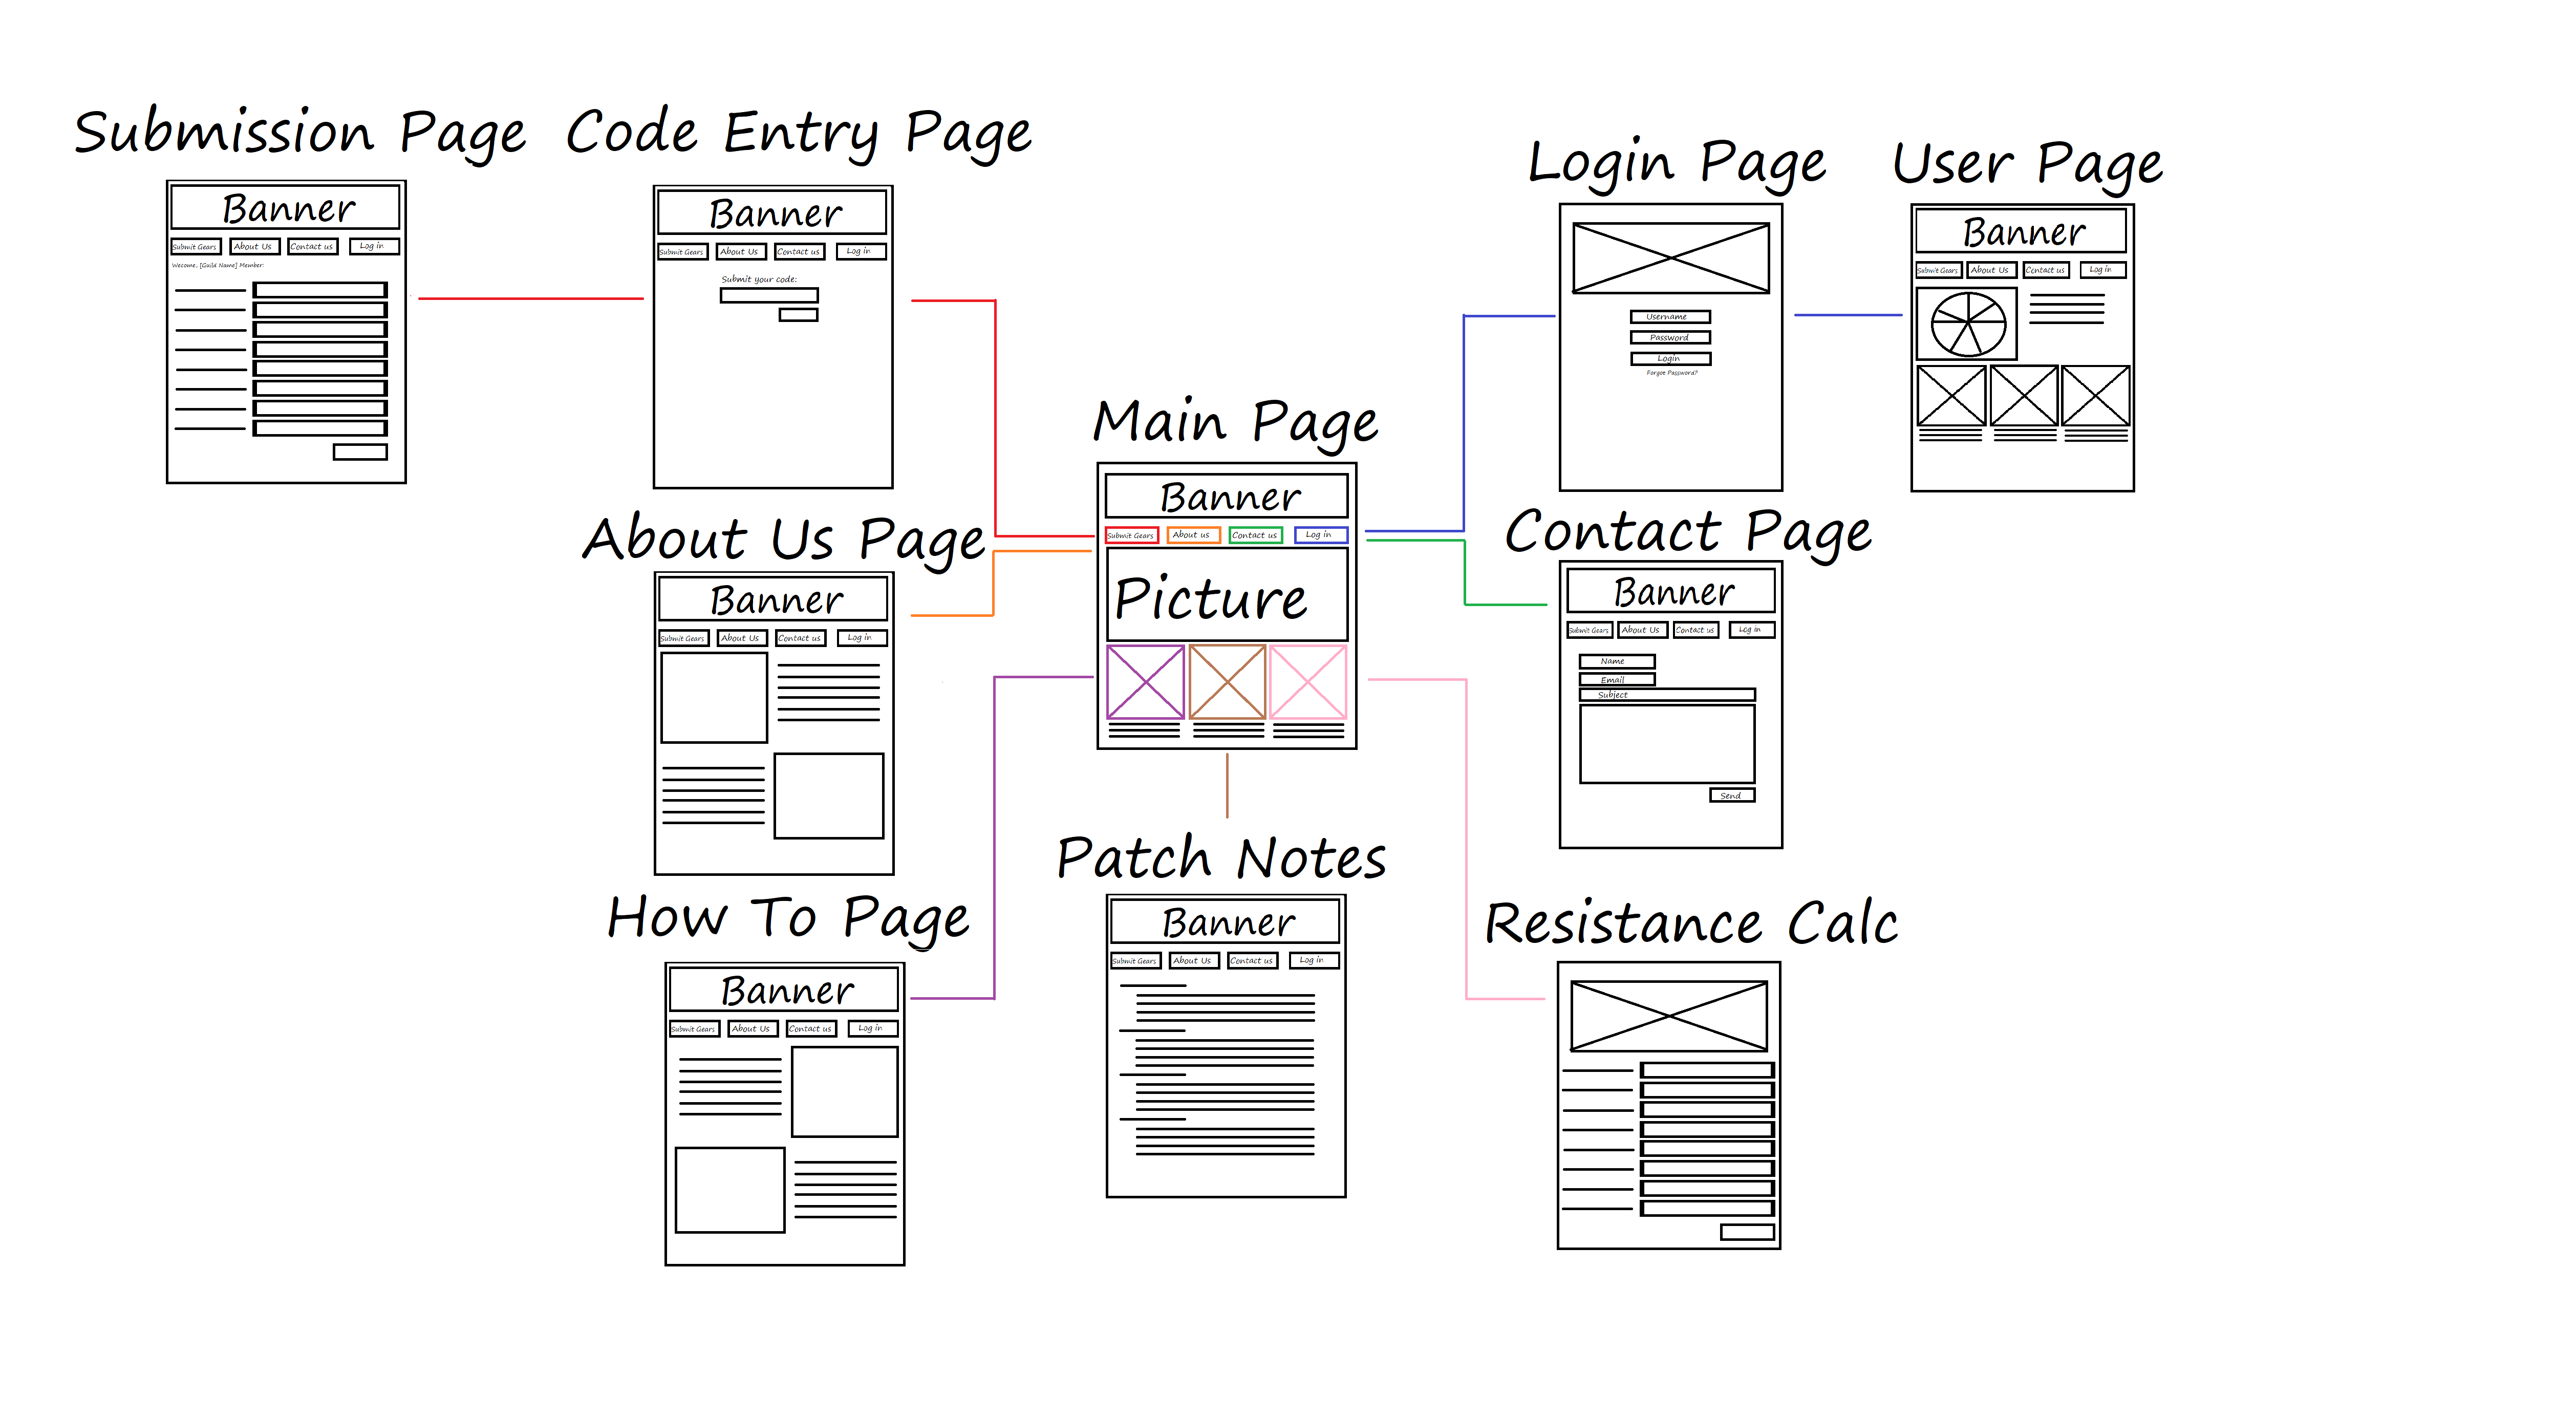 Submission Page
Banner
Submit Gears About Us Contact us Log in
Wecome, [Guild Name] Member:
Code Entry Page
Banner
Submit Gears About Us Contact us Log in
Submit your code:
Login Page
Username
Password
Login
Forgot Password?
User Page
Banner
Submit Gears About Us Contact us Log in
Main Page
Banner
Submit Gears About us Contact us Log in
Picture
About Us Page
Banner
Submit Gears About Us Contact us Log in
Contact Page
Banner
Submit Gears About Us Contact us Log in
Name
Email
Subject
Send
How To Page
Banner
Submit Gears About Us Contact us Log in
Patch Notes
Banner
Submit Gears About Us Contact us Log in
Resistance Calc